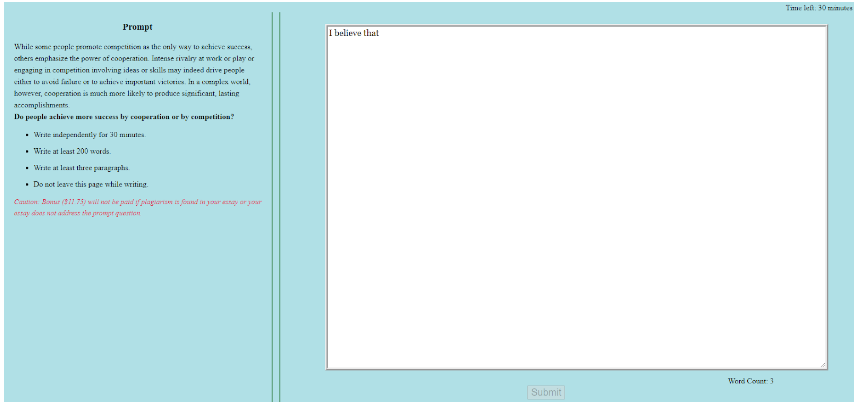 Time left: 30 minutes
Prompt
While some people promote competition as the only way to achieve success,
others emphasize the power of cooperation. Intense rivalry at work or play or
engaging in competition involving ideas or skills may indeed drive people
either to avoid failure or to achieve important victories. In a complex world,
however, cooperation is much more likely to produce significant, lasting
accomplishments.
Do people achieve more success by cooperation or by competition?
• Write independently for 30 minutes.
• Write at least 200 words.
• Write at least three paragraphs.
• Do not leave this page while writing.
Caution: Bonus ($11.75) will not be paid if plagiarism is found in your essay or your
essay does not address the prompt question
I believe that
Word Count: 3
Submit